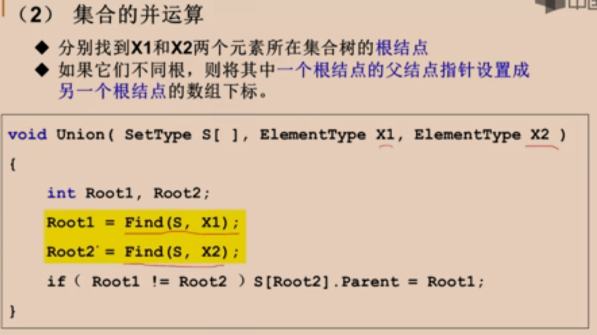 （2） 集合的并运算
◆ 分别找到X1和X2两个元素所在集合树的根结点
◆ 如果它们不同根，则将其中一个根结点的父结点指针设置成
另一个根结点的数组下标。
void Union( SetType S[ ], ElementType X1, ElementType X2 )
{
int Root1, Root2;
Root1 = Find(S, X1);
Root2 = Find(S, X2);
if ( Root1 != Root2 ) S[Root2].Parent = Root1;
}